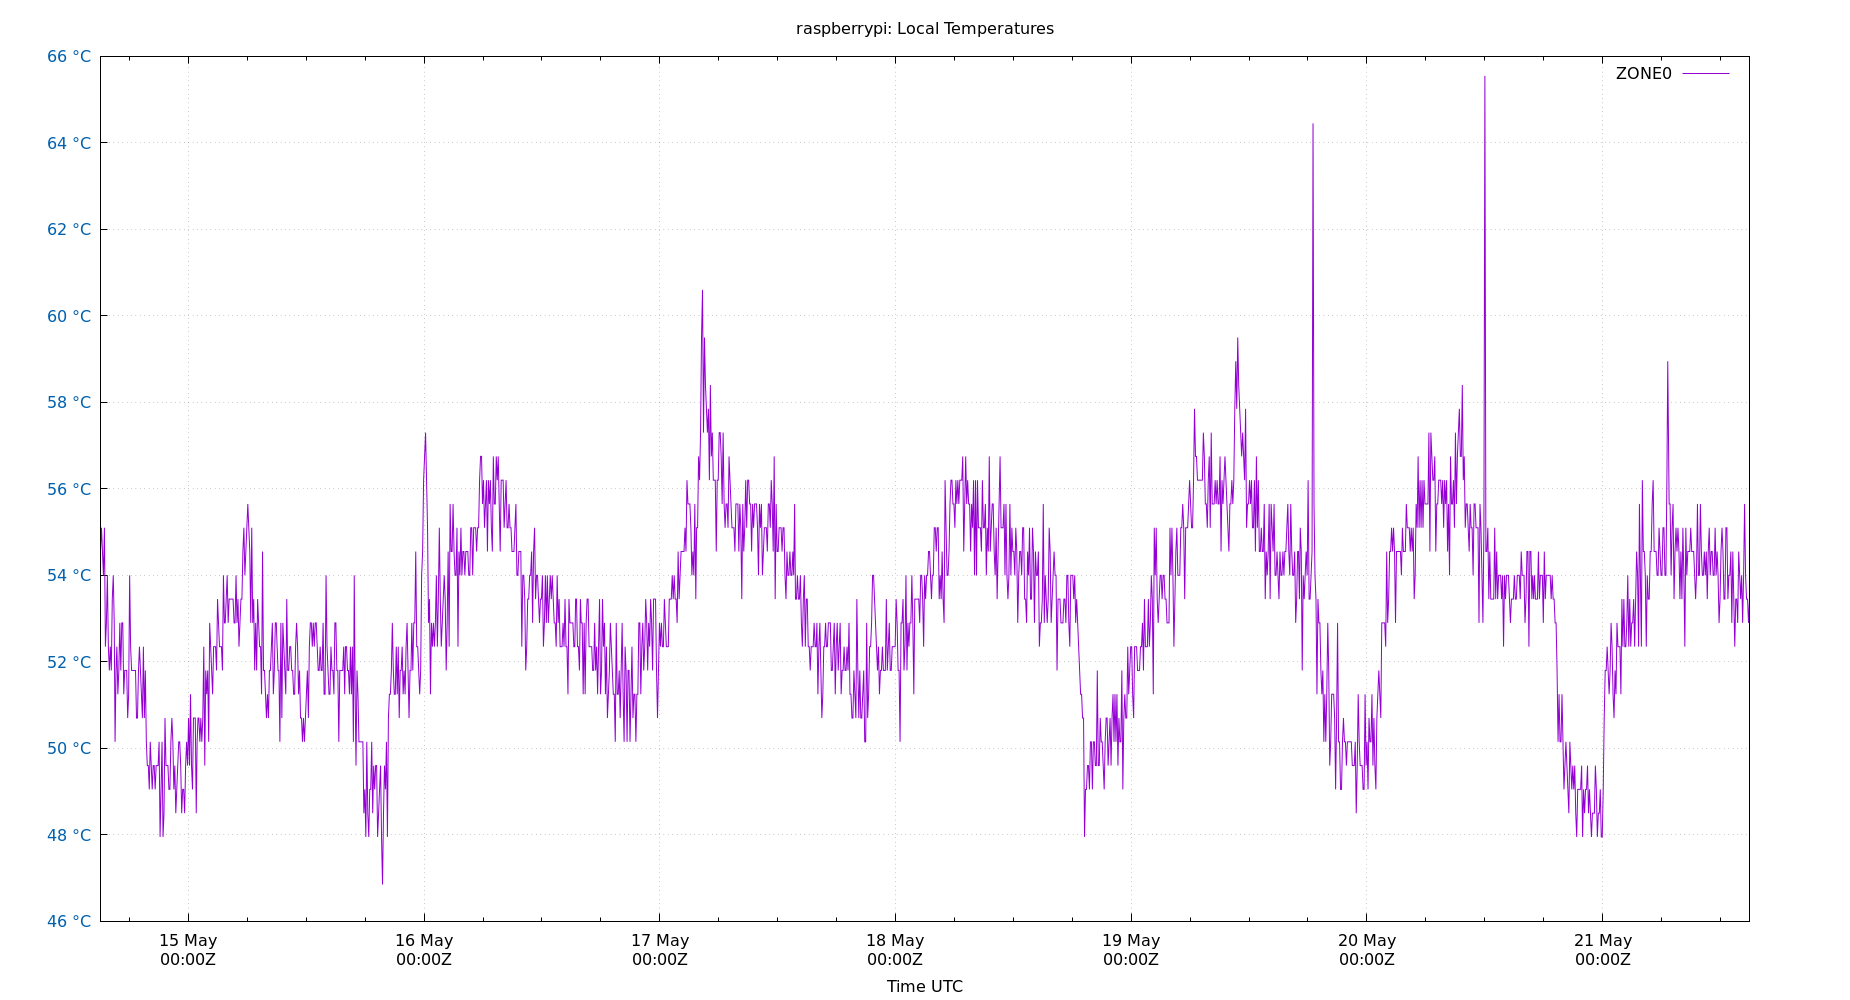 raspberrypi: Local Temperatures
66 °C
ZONE0
64 °C
62 °C
60 °C
58 °C
56 °C
54 °C
52 °C
50 °C
48 °C
46 °C
15 May 16 May 17 May 18 May 19 May 20 May 21 May
00:00Z 00:00Z 00:00Z 00:00Z 00:00Z 00:00Z 00:00Z
Time UTC